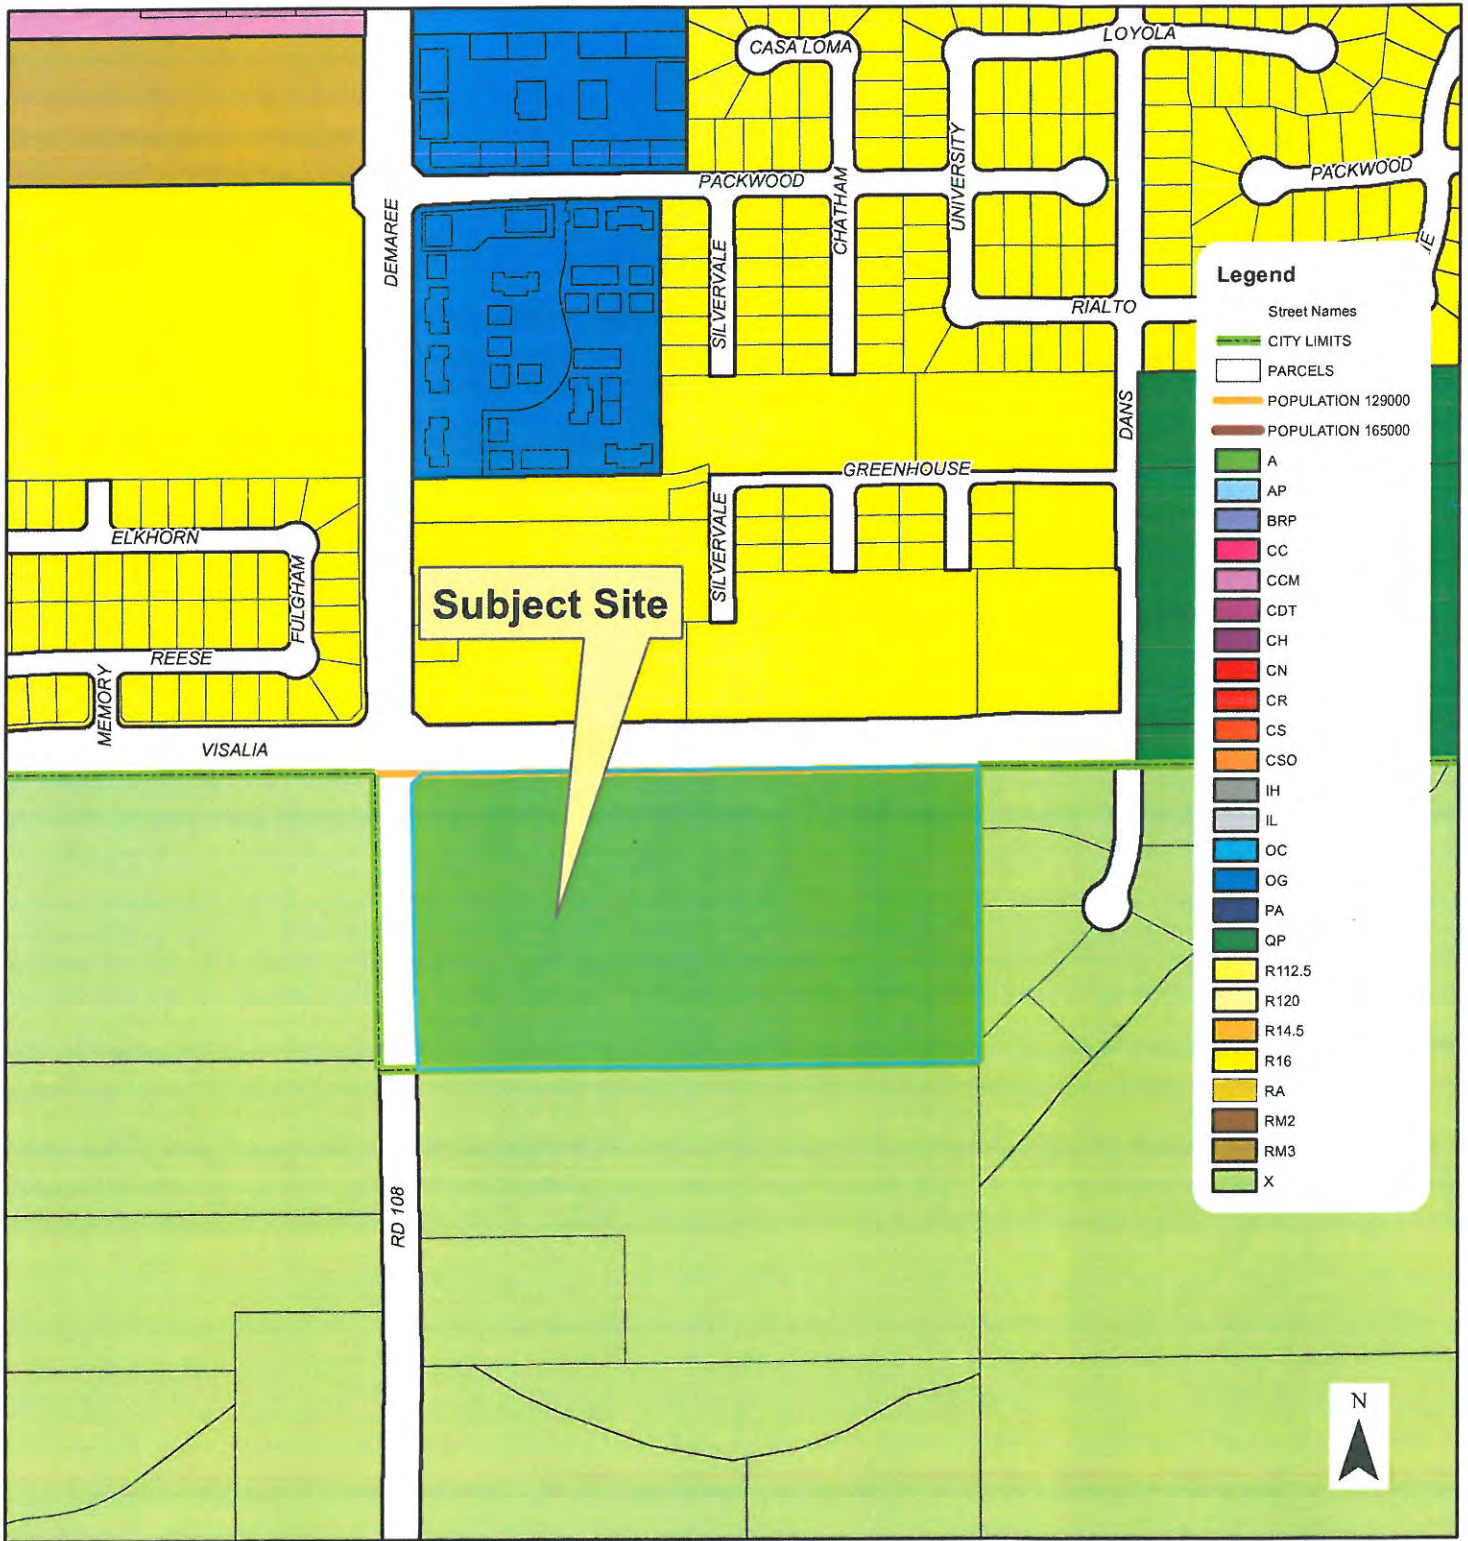 CASA LOMA
LOYOLA
PACKWOOD
PACKWOOD
DEMAREE
SILVERVALE
CHATHAM
UNIVERSITY
IE
RIALTO
DANS
GREENHOUSE
SILVERVALE
ELKHORN
FULGHAM
REESE
MEMORY
VISALIA
Subject Site
RD 108
Legend
Street Names
CITY LIMITS
PARCELS
POPULATION 129000
POPULATION 165000
A
AP
BRP
CC
CCM
CDT
CH
CN
CR
CS
CSO
IH
IL
OC
OG
PA
QP
R112.5
R120
R14.5
R16
RA
RM2
RM3
X
N